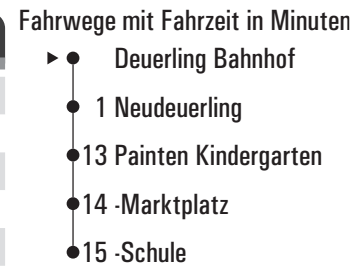 Fahrwege mit Fahrzeit in Minuten
Deuerling Bahnhof
1 Neudeuerling
13 Painten Kindergarten
14 -Marktplatz
15 -Schule